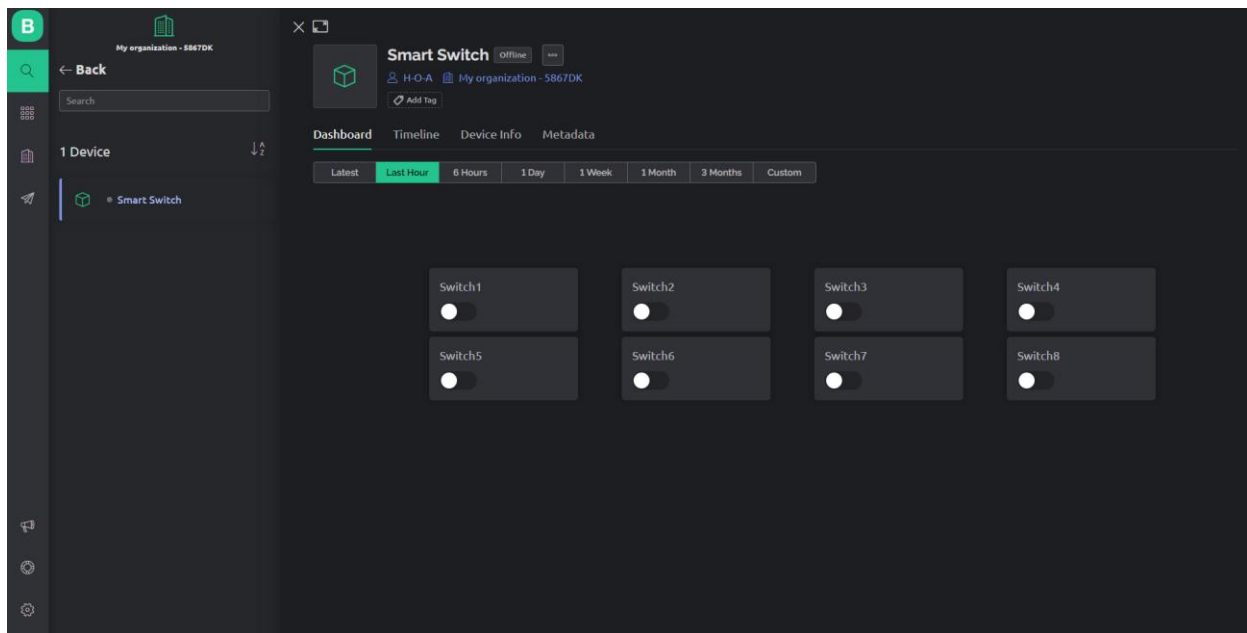 B
My organization - 5867DK
← Back
Search
1 Device
Smart Switch
Smart Switch Offline
H-O-A My organization - 5867DK
Add Tag
Dashboard Timeline Device Info Metadata
Latest Last Hour 6 Hours 1 Day 1 Week 1 Month 3 Months Custom
Switch1 Switch2 Switch3 Switch4
Switch5 Switch6 Switch7 Switch8